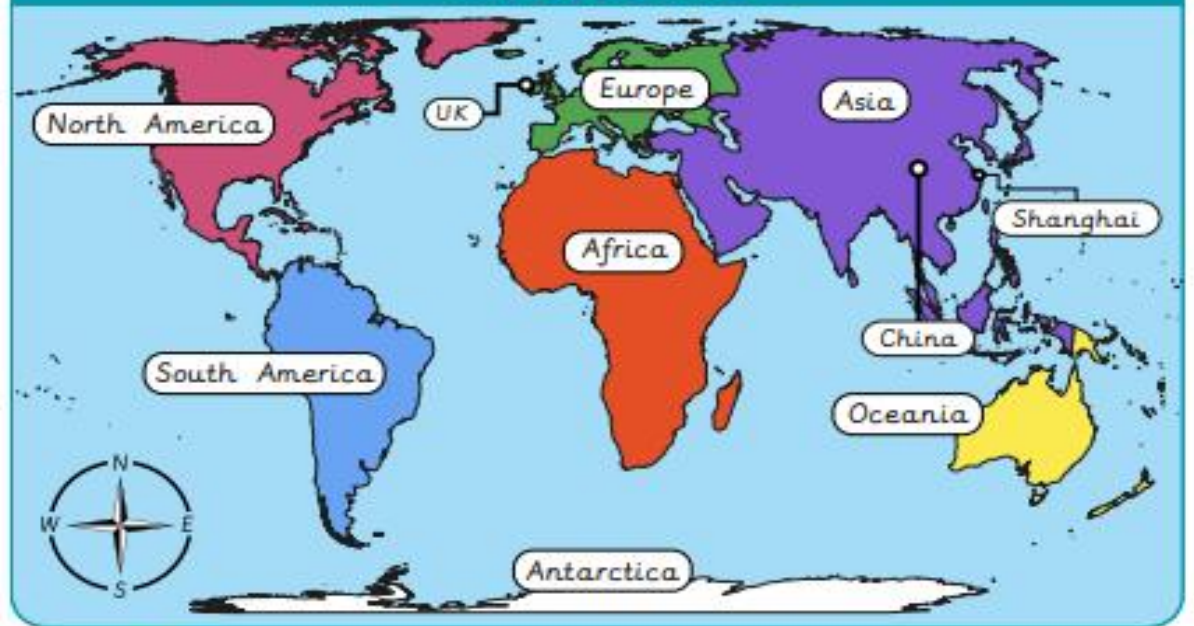 UK
Europe
Asia
North America
Shanghai
Africa
China
South America
Oceania
N
W
E
S
Antarctica